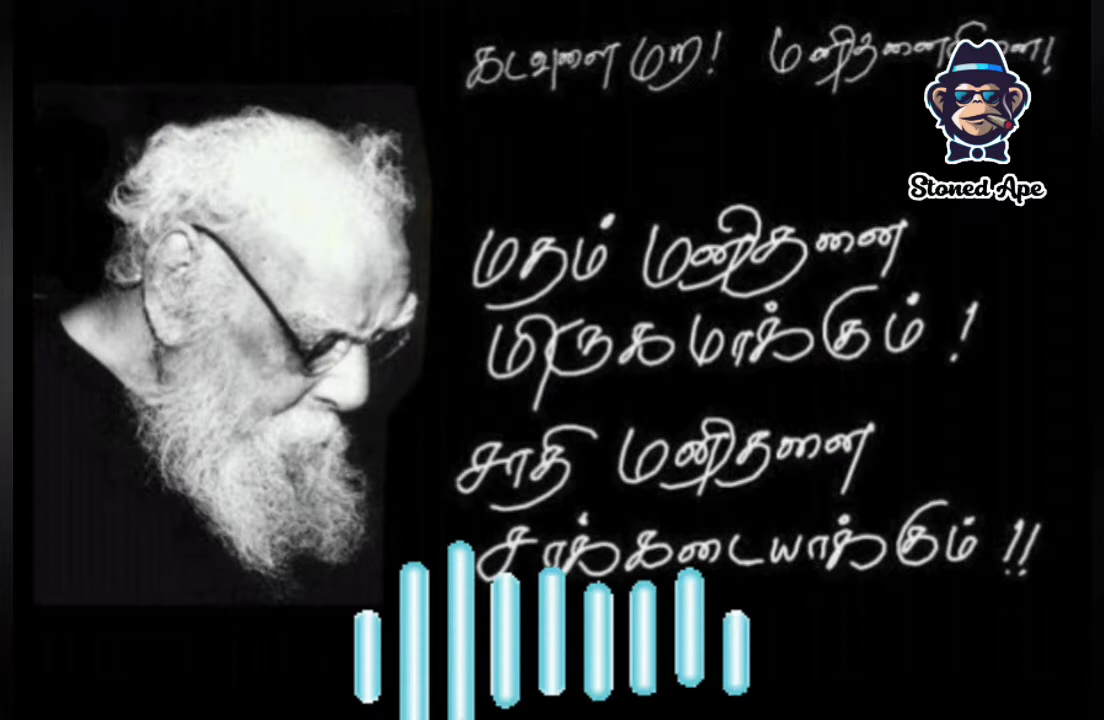 கடவுளை மற! மனிதனை நினை!
Stoned Ape
மதம் மனிதனை
மிருகமாக்கும் !
சாதி மனிதனை
சாக்கடையாக்கும் !!